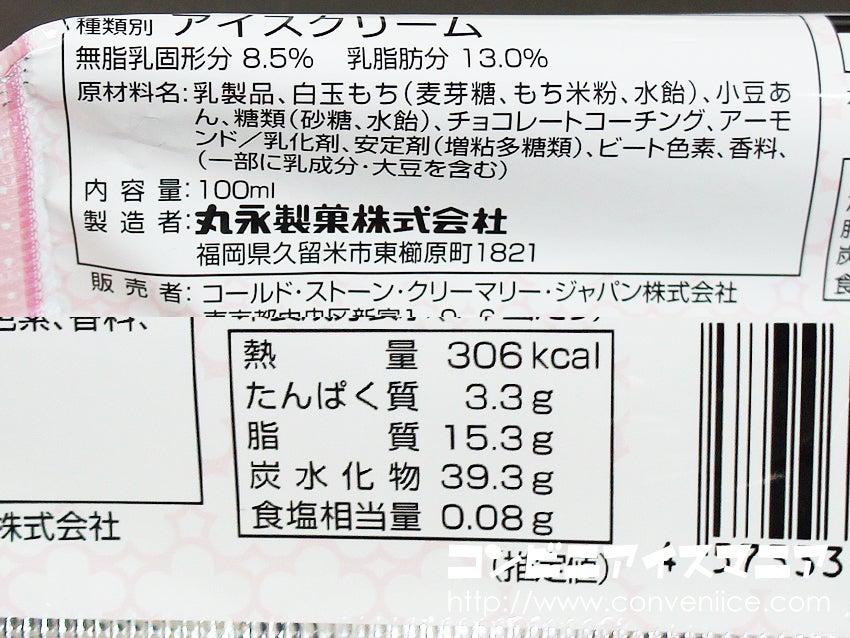 種類別 アイスクリーム
無脂乳固形分 8.5% 乳脂肪分 13.0%
原材料名：乳製品、白玉もち（麦芽糖、もち米粉、水飴）、小豆あ
ん、糖類（砂糖、水飴）、チョコレートコーチング、アーモ
ンド／乳化剤、安定剤（増粘多糖類）、ビート色素、香料、
（一部に乳成分・大豆を含む）
内容量：100ml
製造者：丸永製菓株式会社
福岡県久留米市東櫛原町1821
販売者：コールド・ストーン・クリーマリー・ジャパン株式会社
色素、香料、
熱量 306kcal
たんぱく質 3.3g
脂質 15.3g
炭水化物 39.3g
食塩相当量 0.08g
株式会社
(推定値)
4 57333
コンビニアイスマニア
http://www.conveniice.com/